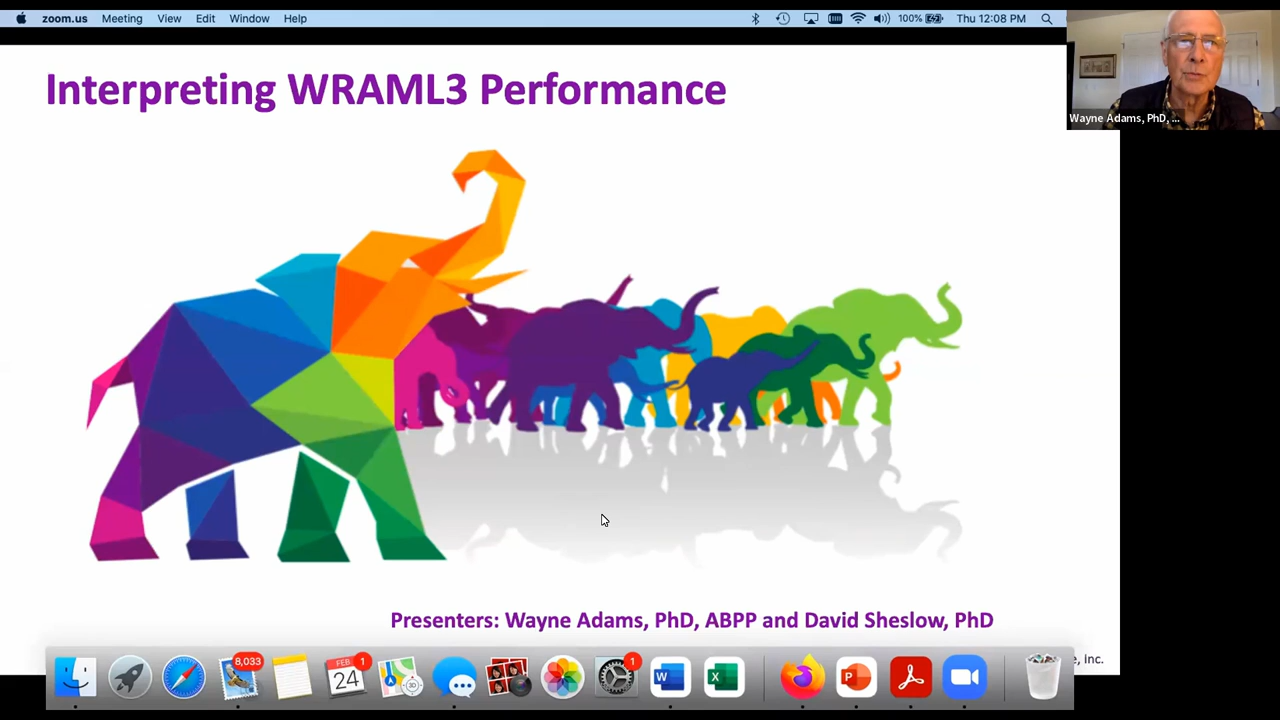 zoom.us Meeting View Edit Window Help 100% Thu 12:08 PM
Interpreting WRAML3 Performance
Wayne Adams, PhD, ...
Presenters: Wayne Adams, PhD, ABPP and David Sheslow, PhD
, Inc.
8,033
FEB
24
1
3D
1
W
X
P